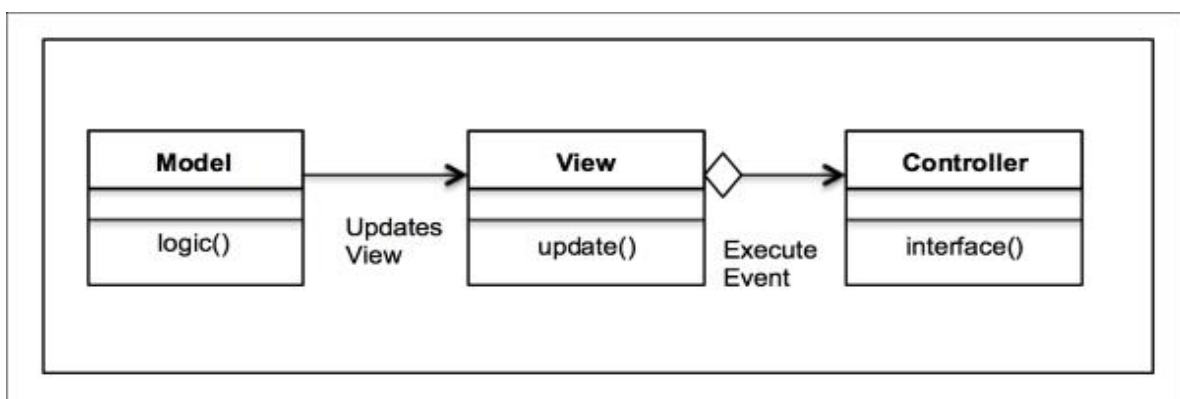 Model
logic()
Updates
View
View
update()
Execute
Event
Controller
interface()